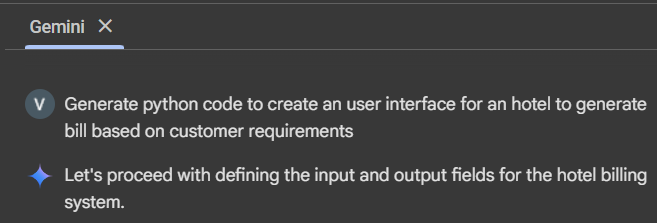 Gemini
V
Generate python code to create an user interface for an hotel to generate
bill based on customer requirements
Let's proceed with defining the input and output fields for the hotel billing
system.